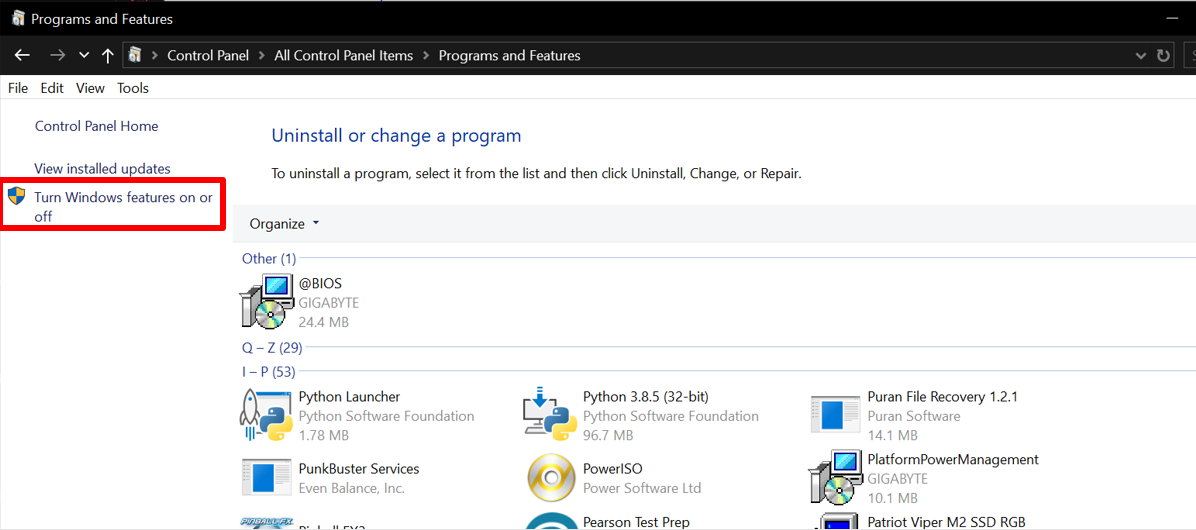 Programs and Features
Control Panel > All Control Panel Items > Programs and Features
File Edit View Tools
Control Panel Home
View installed updates
Turn Windows features on or
off
Uninstall or change a program
To uninstall a program, select it from the list and then click Uninstall, Change, or Repair.
Organize
Other (1)
@BIOS
GIGABYTE
24.4 MB
Q – Z (29)
I – P (53)
Python Launcher
Python Software Foundation
1.78 MB
Python 3.8.5 (32-bit)
Python Software Foundation
96.7 MB
Puran File Recovery 1.2.1
Puran Software
14.1 MB
PunkBuster Services
Even Balance, Inc.
PowerISO
Power Software Ltd
PlatformPowerManagement
GIGABYTE
10.1 MB
PINBALL FX
Pinball FX3
Pearson Test Prep
Patriot Viper M2 SSD RGB